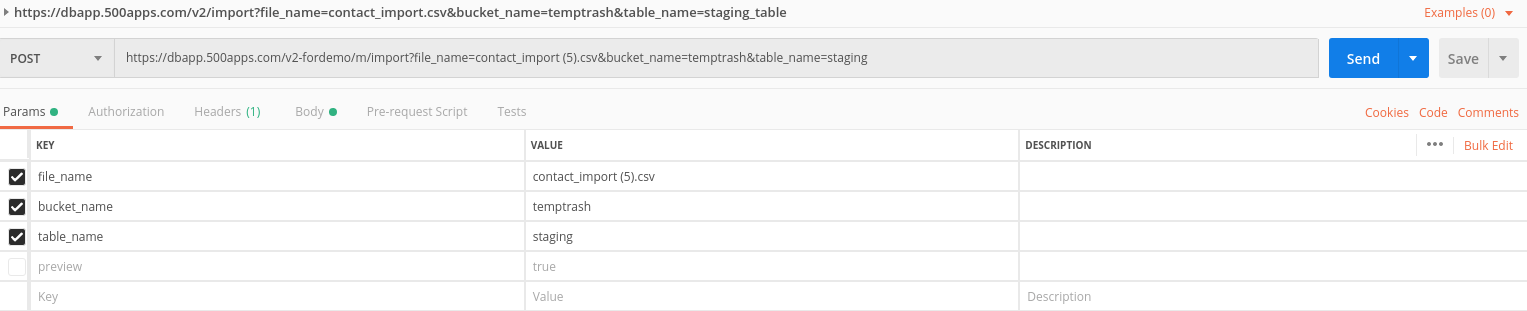 https://dbapp.500apps.com/v2/import?file_name=contact_import.csv&bucket_name=temptrash&table_name=staging_table Examples (0)
POST https://dbapp.500apps.com/v2-fordemo/m/import?file_name=contact_import (5).csv&bucket_name=temptrash&table_name=staging Send Save
Params Authorization Headers (1) Body Pre-request Script Tests Cookies Code Comments
KEY VALUE DESCRIPTION ••• Bulk Edit
file_name contact_import (5).csv
bucket_name temptrash
table_name staging
preview true
Key Value Description